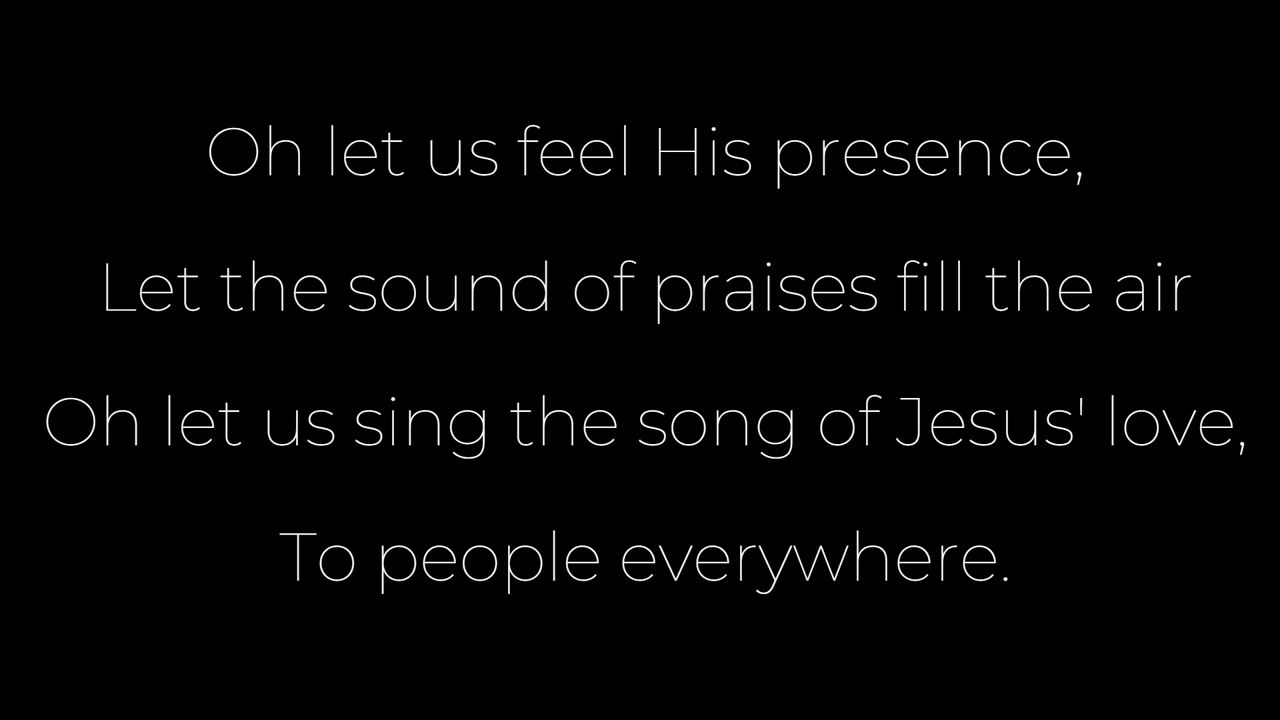 Oh let us feel His presence,
Let the sound of praises fill the air
Oh let us sing the song of Jesus' love,
To people everywhere.